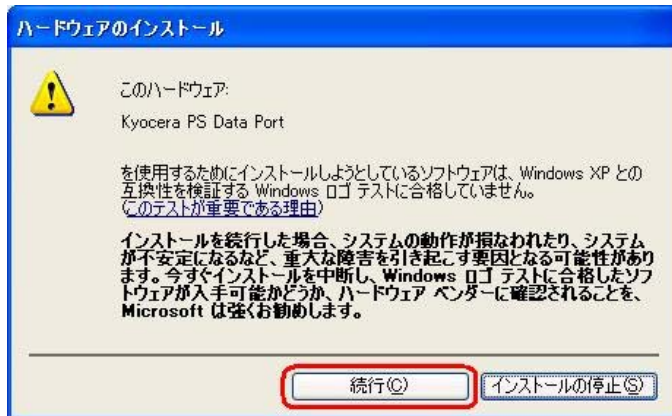 ハードウェアのインストール
このハードウェア:
Kyocera PS Data Port
を使用するためにインストールしようとしているソフトウェアは、Windows XP との
互換性を検証する Windows ロゴ テストに合格していません。
(このテストが重要である理由)
インストールを続行した場合、システムの動作が損なわれたり、システム
が不安定になるなど、重大な障害を引き起こす要因となる可能性があり
ます。今すぐインストールを中断し、Windows ロゴ テストに合格したソフ
トウェアが入手可能かどうか、ハードウェア ベンダーに確認されることを、
Microsoft は強くお勧めします。
続行(C)
インストールの停止(S)